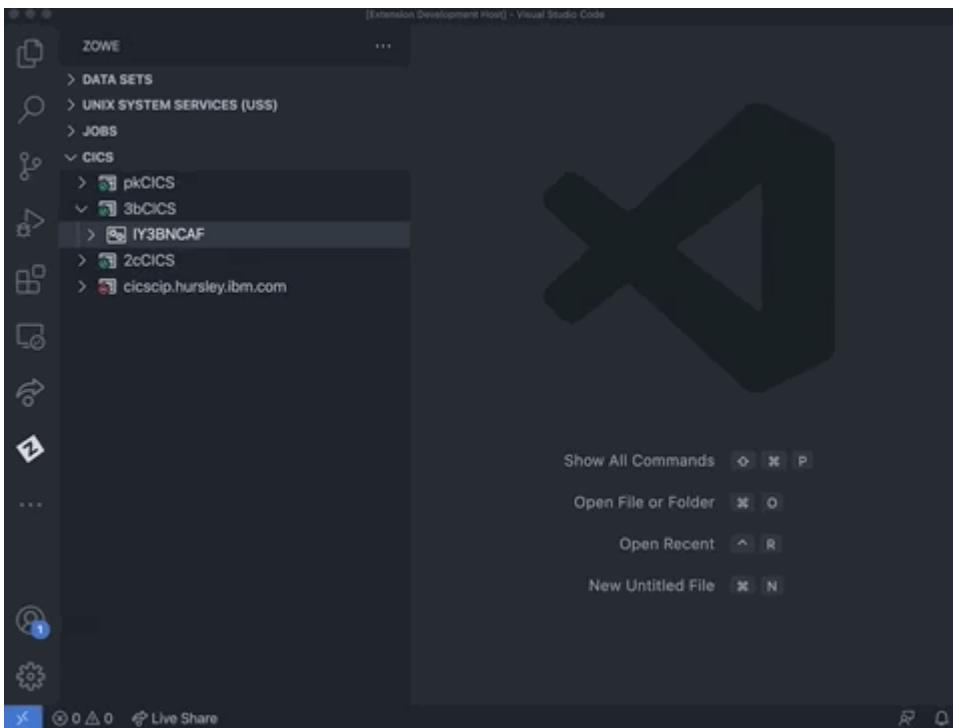 [Extension Development Host] - Visual Studio Code
ZOWE
DATA SETS
UNIX SYSTEM SERVICES (USS)
JOBS
CICS
pkCICS
3bCICS
IY3BNCAF
2cCICS
cicscip.hursley.ibm.com
Show All Commands ⇧ ⌘ P
Open File or Folder ⌘ O
Open Recent ^ R
New Untitled File ⌘ N
1
0 0 Live Share